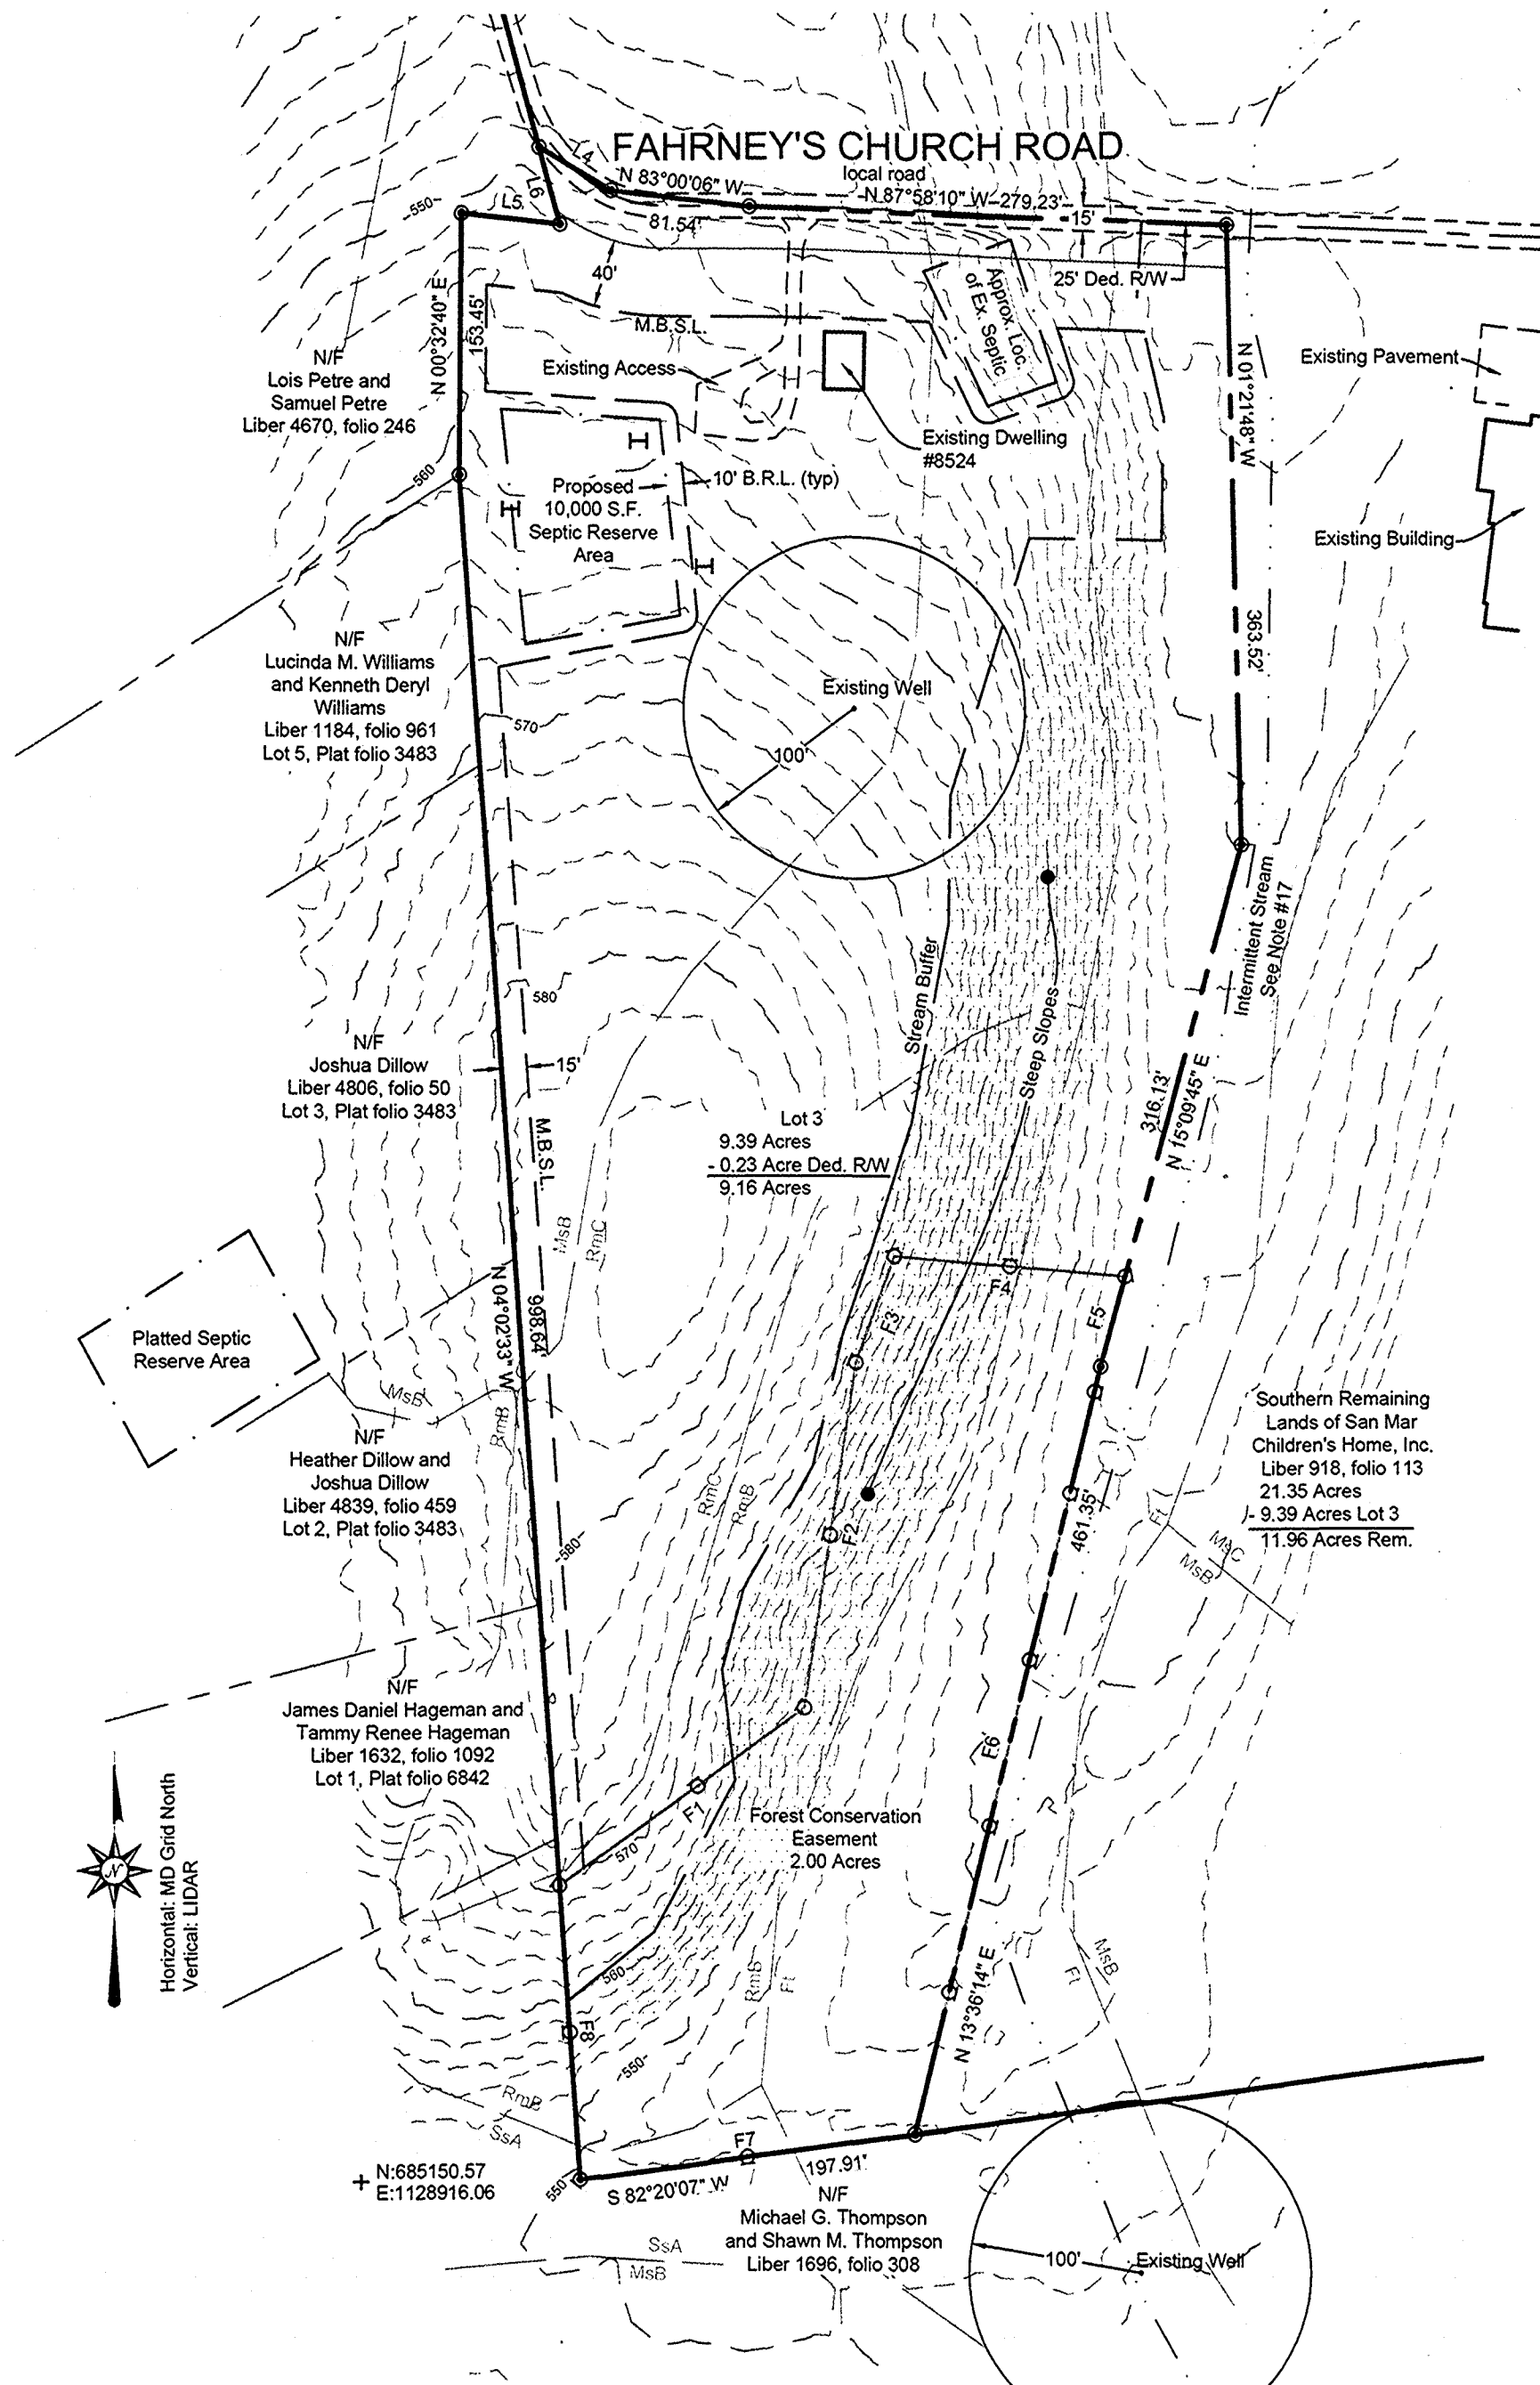 FAHRNEY'S CHURCH ROAD
local road
L4
N 83°00'06" W
81.54'
N 87°58'10" W 279.23'
15'
25' Ded. R/W
L6
L5
550
40'
N 00°32'40" E
153.45'
M.B.S.L.
Approx. Loc.
of Ex. Septic
Existing Access
Existing Dwelling
#8524
N 01°21'48" W
363.52'
Existing Pavement
Existing Building
N/F
Lois Petre and
Samuel Petre
Liber 4670, folio 246
560
Proposed
10,000 S.F.
Septic Reserve
Area
10' B.R.L. (typ)
N/F
Lucinda M. Williams
and Kenneth Deryl
Williams
Liber 1184, folio 961
Lot 5, Plat folio 3483
570
Existing Well
100'
580
Stream Buffer
Steep Slopes
Intermittent Stream
See Note #17
N/F
Joshua Dillow
Liber 4806, folio 50
Lot 3, Plat folio 3483
15'
M.B.S.L.
Lot 3
9.39 Acres
- 0.23 Acre Ded. R/W
9.16 Acres
316.13'
N 15°09'45" E
MsB
RmC
N 04°02'33" W
998.64'
F4
F3
F5
Platted Septic
Reserve Area
MsB
RmB
N/F
Heather Dillow and
Joshua Dillow
Liber 4839, folio 459
Lot 2, Plat folio 3483
580
RmC
RmB
F2
461.35'
Southern Remaining
Lands of San Mar
Children's Home, Inc.
Liber 918, folio 113
21.35 Acres
- 9.39 Acres Lot 3
11.96 Acres Rem.
Ft
MsC
MsB
N/F
James Daniel Hageman and
Tammy Renee Hageman
Liber 1632, folio 1092
Lot 1, Plat folio 6842
F6
F1
570
Forest Conservation
Easement
2.00 Acres
N
Horizontal: MD Grid North
Vertical: LIDAR
560
RmB
Ft
MsB
Ft
N 13°36'14" E
F8
550
RmB
SsA
F7
197.91'
S 82°20'07" W
550
N:685150.57
E:1128916.06
N/F
Michael G. Thompson
and Shawn M. Thompson
Liber 1696, folio 308
SsA
MsB
100'
Existing Well